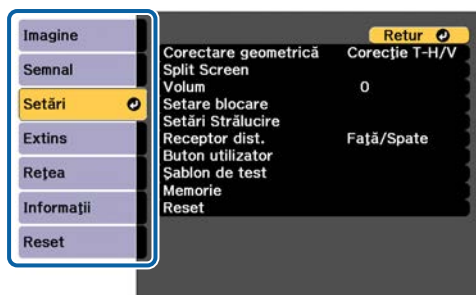 Imagine
Semnal
Setări
Extins
Rețea
Informații
Reset
Retur
Corectare geometrică Corecție T-H/V
Split Screen
Volum 0
Setare blocare
Setări Strălucire
Receptor dist. Față/Spate
Buton utilizator
Șablon de test
Memorie
Reset